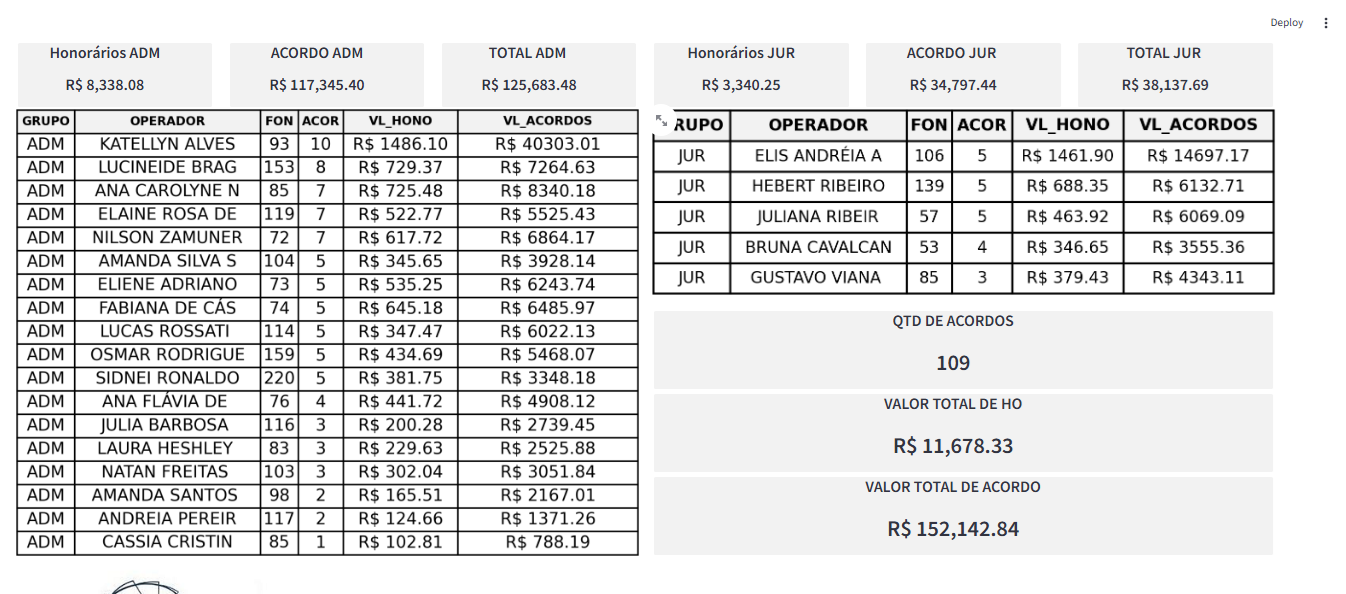 Deploy
Honorários ADM
R$ 8,338.08
ACORDO ADM
R$ 117,345.40
TOTAL ADM
R$ 125,683.48
Honorários JUR
R$ 3,340.25
ACORDO JUR
R$ 34,797.44
TOTAL JUR
R$ 38,137.69
GRUPO OPERADOR FON ACOR VL_HONO VL_ACORDOS
ADM KATELLYN ALVES 93 10 R$ 1486.10 R$ 40303.01
ADM LUCINEIDE BRAG 153 8 R$ 729.37 R$ 7264.63
ADM ANA CAROLYNE N 85 7 R$ 725.48 R$ 8340.18
ADM ELAINE ROSA DE 119 7 R$ 522.77 R$ 5525.43
ADM NILSON ZAMUNER 72 7 R$ 617.72 R$ 6864.17
ADM AMANDA SILVA S 104 5 R$ 345.65 R$ 3928.14
ADM ELIENE ADRIANO 73 5 R$ 535.25 R$ 6243.74
ADM FABIANA DE CÁS 74 5 R$ 645.18 R$ 6485.97
ADM LUCAS ROSSATI 114 5 R$ 347.47 R$ 6022.13
ADM OSMAR RODRIGUE 159 5 R$ 434.69 R$ 5468.07
ADM SIDNEI RONALDO 220 5 R$ 381.75 R$ 3348.18
ADM ANA FLÁVIA DE 76 4 R$ 441.72 R$ 4908.12
ADM JULIA BARBOSA 116 3 R$ 200.28 R$ 2739.45
ADM LAURA HESHLEY 83 3 R$ 229.63 R$ 2525.88
ADM NATAN FREITAS 103 3 R$ 302.04 R$ 3051.84
ADM AMANDA SANTOS 98 2 R$ 165.51 R$ 2167.01
ADM ANDREIA PEREIR 117 2 R$ 124.66 R$ 1371.26
ADM CASSIA CRISTIN 85 1 R$ 102.81 R$ 788.19
RUPO OPERADOR FON ACOR VL_HONO VL_ACORDOS
JUR ELIS ANDRÉIA A 106 5 R$ 1461.90 R$ 14697.17
JUR HEBERT RIBEIRO 139 5 R$ 688.35 R$ 6132.71
JUR JULIANA RIBEIR 57 5 R$ 463.92 R$ 6069.09
JUR BRUNA CAVALCAN 53 4 R$ 346.65 R$ 3555.36
JUR GUSTAVO VIANA 85 3 R$ 379.43 R$ 4343.11
QTD DE ACORDOS
109
VALOR TOTAL DE HO
R$ 11,678.33
VALOR TOTAL DE ACORDO
R$ 152,142.84